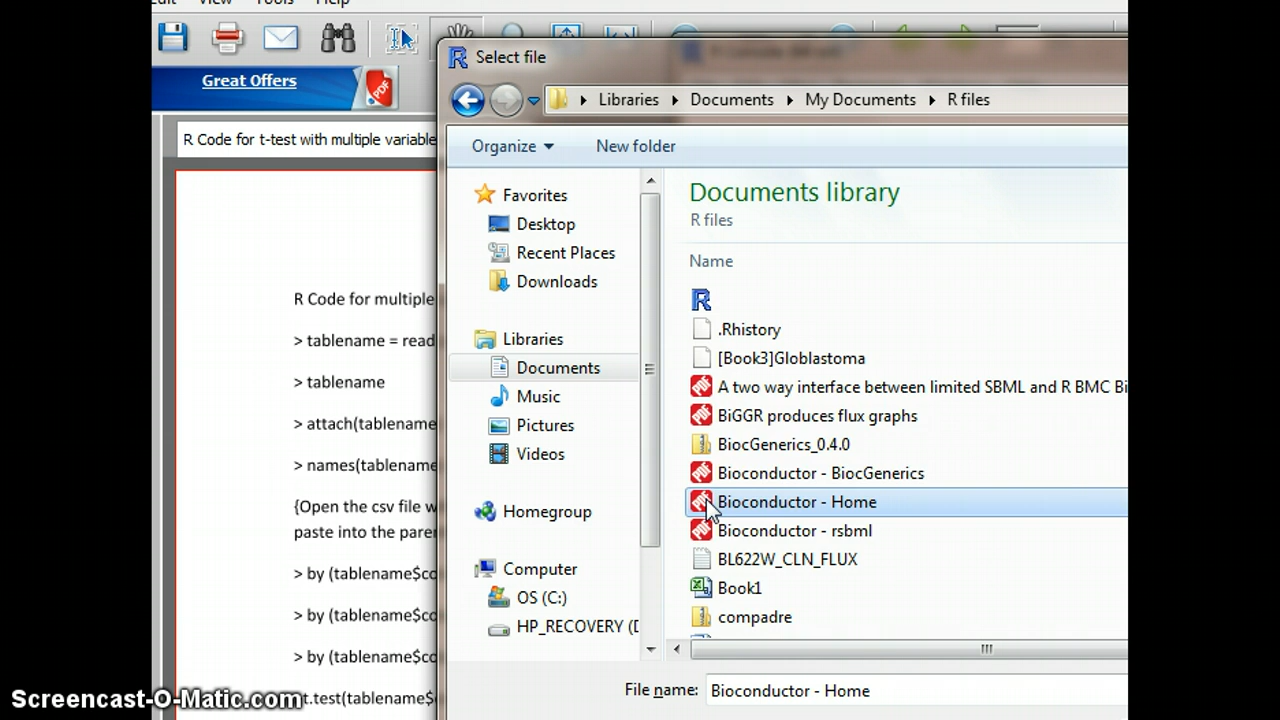 View Tools Help
Great Offers
PDF
R Code for t-test with multiple variable
R Code for multiple
> tablename = read
> tablename
> attach(tablename
> names(tablename
{Open the csv file w
paste into the paren
> by (tablename$co
> by (tablename$co
> by (tablename$co
t.test(tablename$
Select file
Libraries
Documents
My Documents
R files
Organize
New folder
Favorites
Desktop
Recent Places
Downloads
Libraries
Documents
Music
Pictures
Videos
Homegroup
Computer
OS (C:)
HP_RECOVERY (D
Documents library
R files
Name
.Rhistory
[Book3]Globlastoma
A two way interface between limited SBML and R BMC Bi
BiGGR produces flux graphs
BiocGenerics_0.4.0
Bioconductor - BiocGenerics
Bioconductor - Home
Bioconductor - rsbml
BL622W_CLN_FLUX
Book1
compadre
File name: Bioconductor - Home
Screencast-O-Matic.com